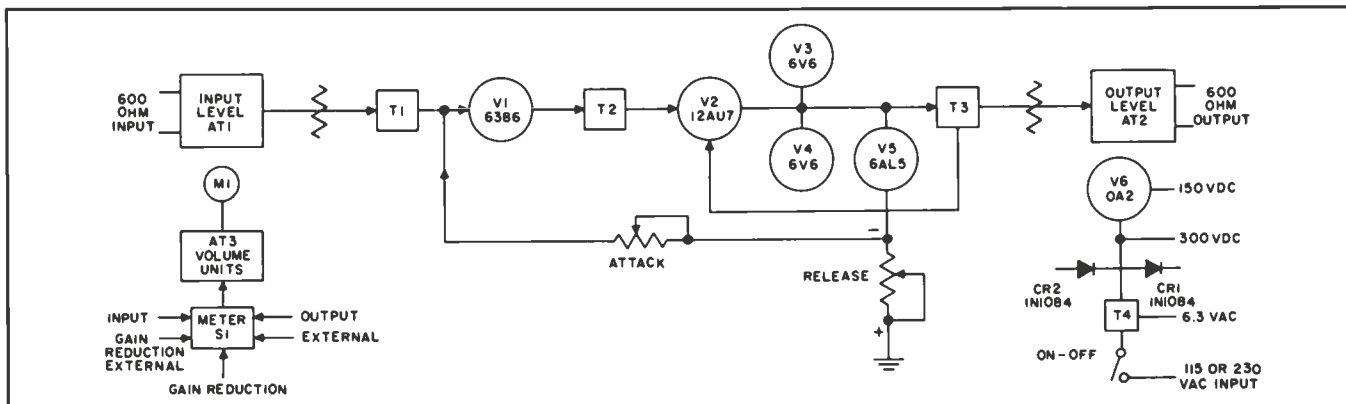 600
OHM
INPUT
INPUT
LEVEL
AT1
T1
V1
6386
T2
V2
12AU7
V3
6V6
V4
6V6
V5
6AL5
T3
OUTPUT
LEVEL
AT2
600
OHM
OUTPUT
M1
AT3
VOLUME
UNITS
METER
S1
INPUT
OUTPUT
GAIN
REDUCTION
EXTERNAL
EXTERNAL
GAIN REDUCTION
ATTACK
-
RELEASE
+
V6
0A2
150 VDC
300 VDC
CR2
1N1084
CR1
1N1084
T4
6.3 VAC
ON-OFF
115 OR 230
VAC INPUT